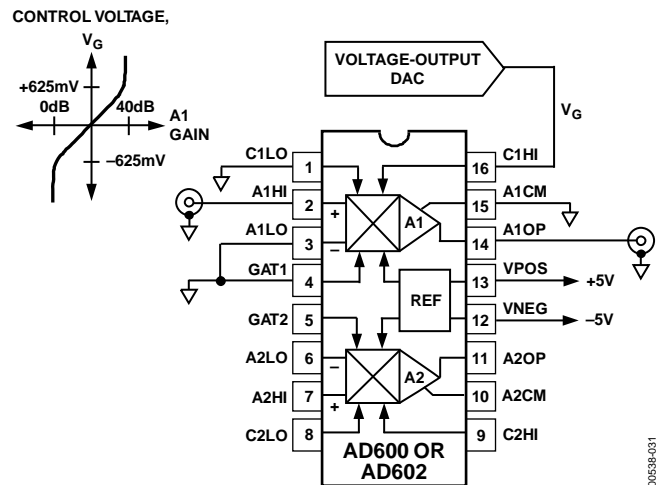 CONTROL VOLTAGE,
VG
+625mV
0dB
40dB
A1
GAIN
–625mV
VOLTAGE-OUTPUT
DAC
VG
C1LO
1
16
C1HI
A1HI
2
+
A1
15
A1CM
A1LO
3
–
14
A1OP
GAT1
4
REF
13
VPOS
+5V
GAT2
5
12
VNEG
–5V
A2LO
6
–
A2
11
A2OP
A2HI
7
+
10
A2CM
C2LO
8
9
C2HI
AD600 OR
AD602
00538-031